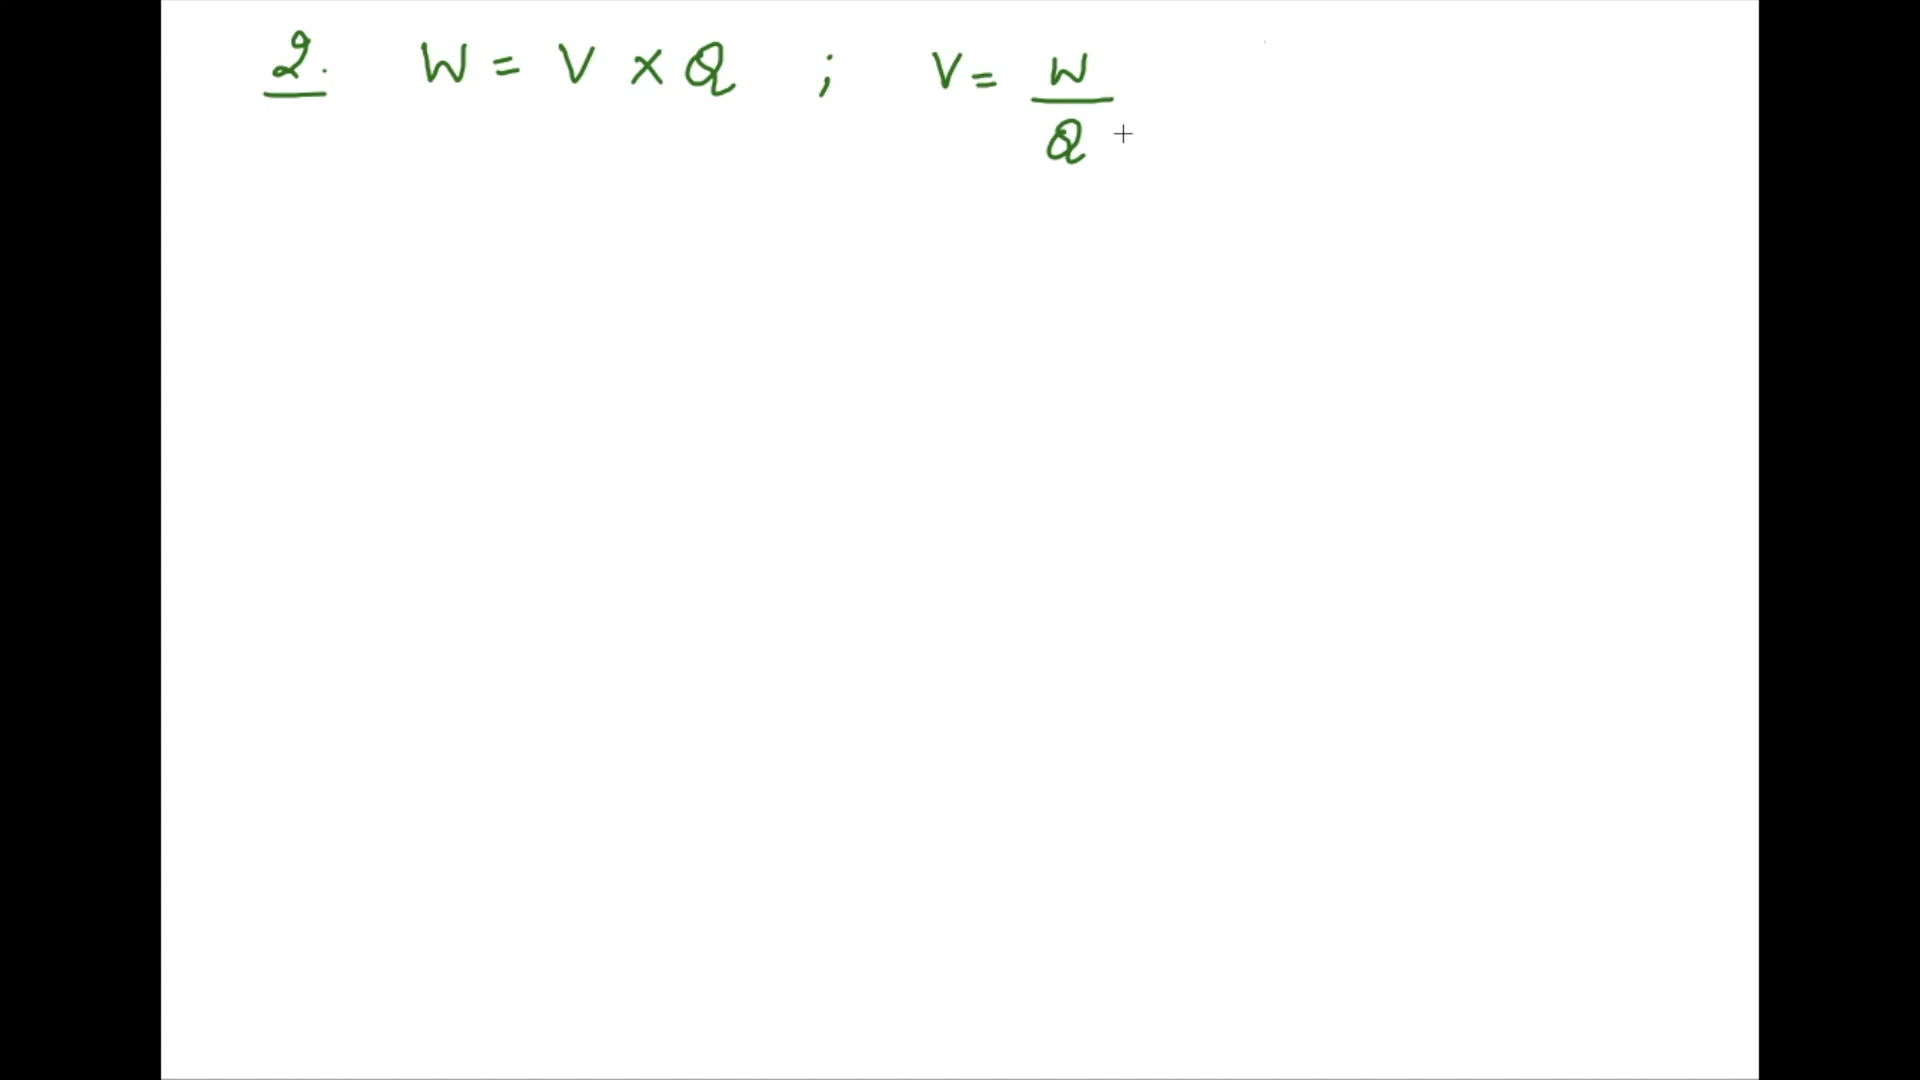 2. W = V × Q ; V = W/Q